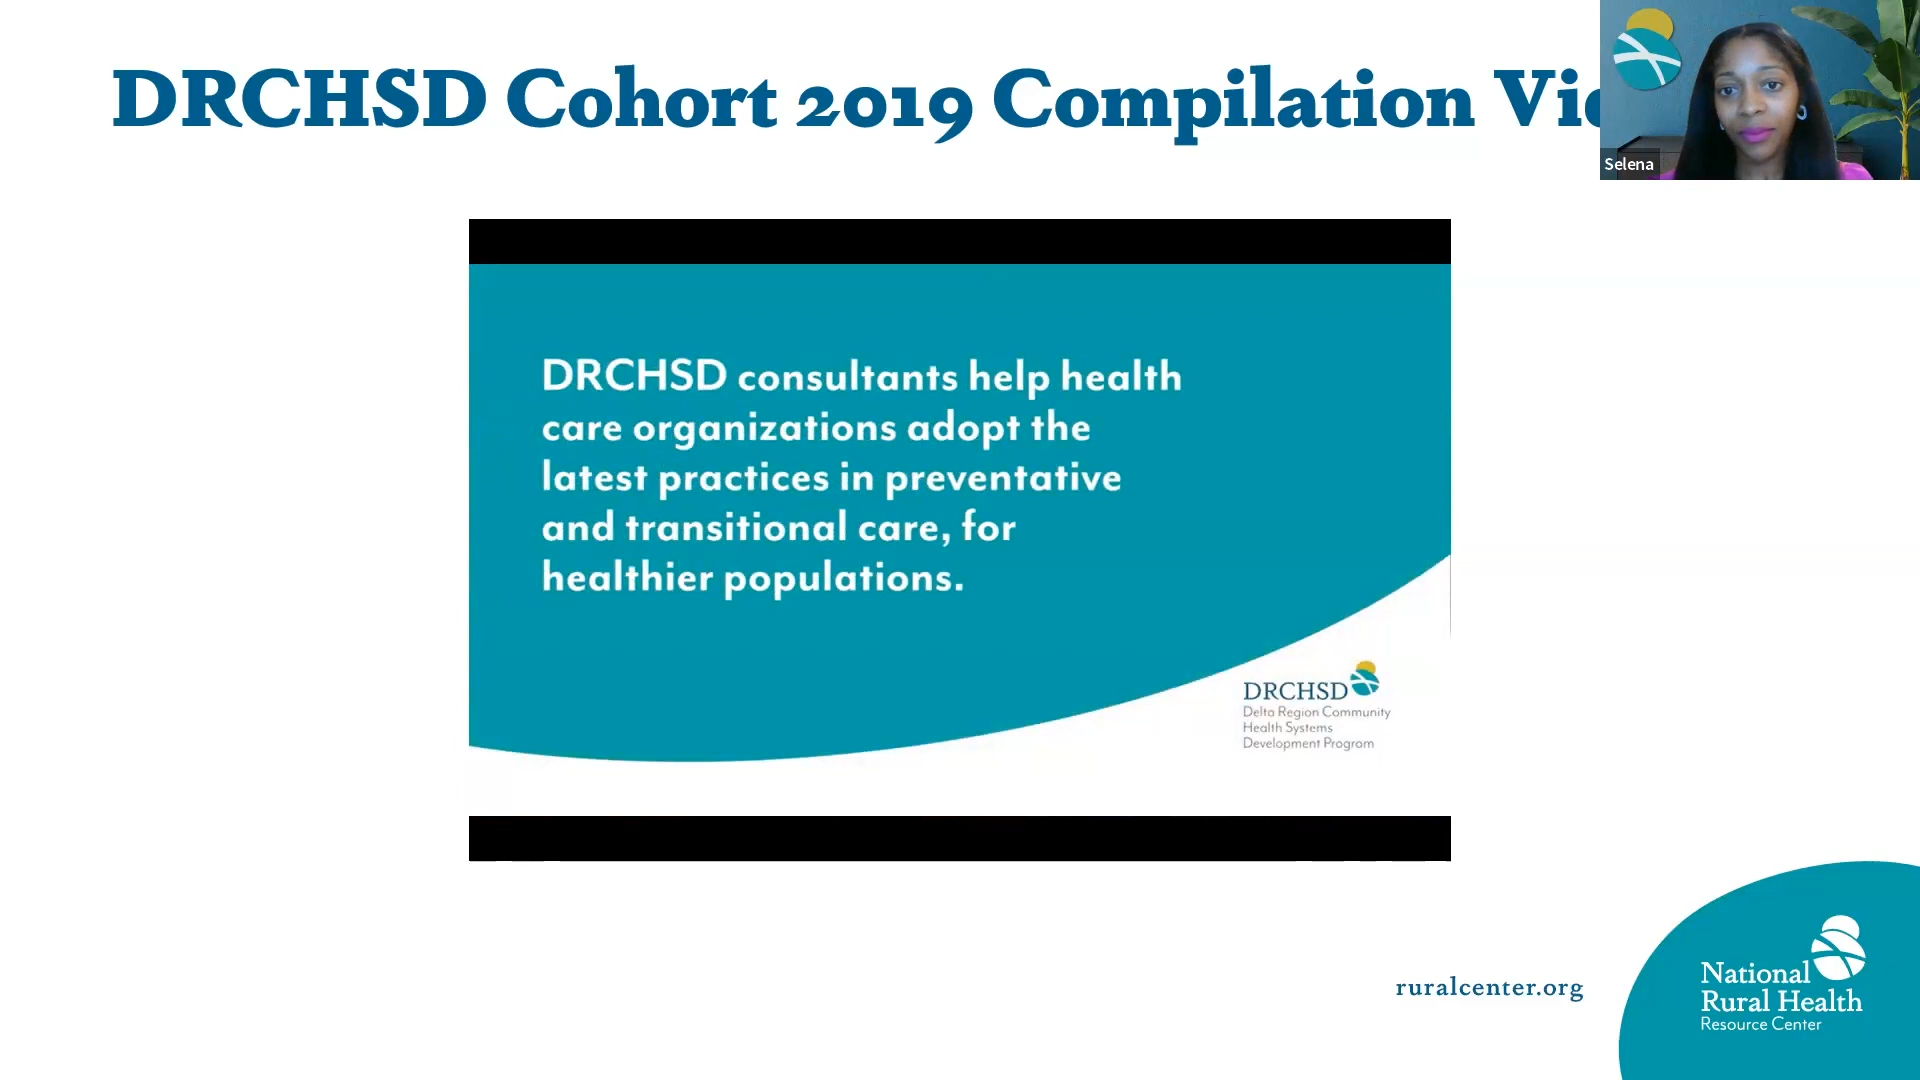 DRCHSD Cohort 2019 Compilation
Selena
DRCHSD consultants help health
care organizations adopt the
latest practices in preventative
and transitional care, for
healthier populations.
DRCHSD
Delta Region Community
Health Systems
Development Program
ruralcenter.org
National
Rural Health
Resource Center